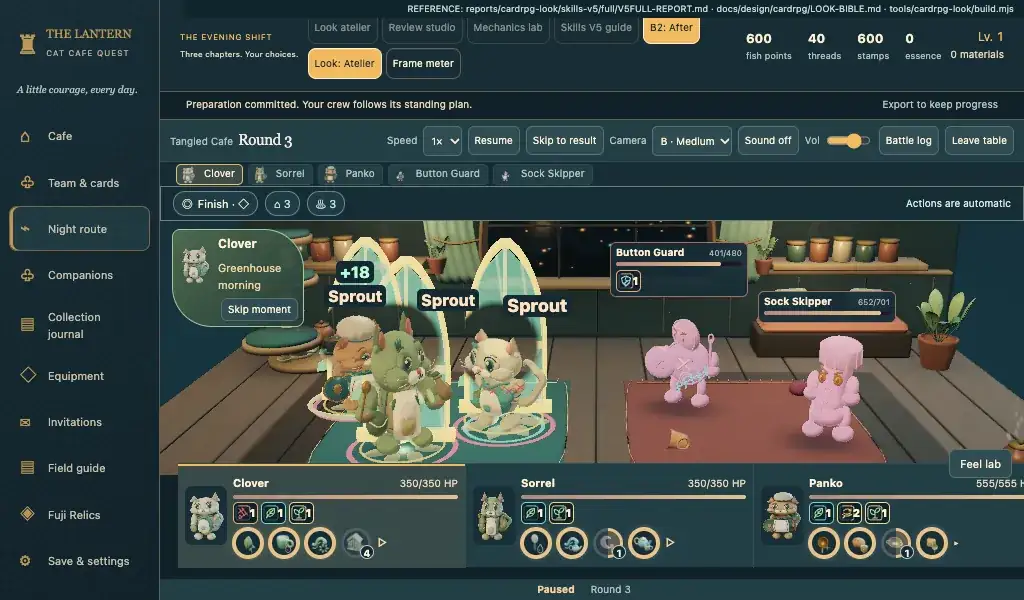 REFERENCE: reports/cardrpg-look/skills-v5/full/V5FULL-REPORT.md · docs/design/cardrpg/LOOK-BIBLE.md · tools/cardrpg-look/build.mjs
THE LANTERN
CAT CAFE QUEST
A little courage, every day.
Cafe
Team & cards
Night route
Companions
Collection
journal
Equipment
Invitations
Field guide
Fuji Relics
Save & settings
THE EVENING SHIFT
Three chapters. Your choices.
Look atelier
Review studio
Mechanics lab
Skills V5 guide
B2: After
Look: Atelier
Frame meter
600
fish points
40
threads
600
stamps
0
essence
Lv. 1
0 materials
Preparation committed. Your crew follows its standing plan.
Export to keep progress
Tangled Cafe Round 3
Speed 1x Resume Skip to result Camera B · Medium Sound off Vol Battle log Leave table
Clover Sorrel Panko Button Guard Sock Skipper
Finish · ◇ 3 3
Actions are automatic
Clover
Greenhouse
morning
Skip moment
+18
Sprout
Sprout
Sprout
Button Guard 401/480
1
Sock Skipper 652/701
Feel lab
Clover 350/350 HP
1 1 1
4
Sorrel 350/350 HP
1 1
1
Panko 555/555 H
1 2 1
1
Paused Round 3